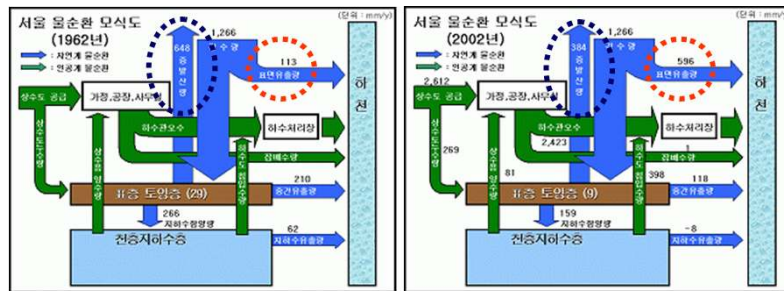 서울 물순환 모식도
(1962년)
(단위 : mm/y)
: 자연계 물순환
: 인공계 물순환
1,266
강수량
648
증발산량
113
표면유출량
하천
상수도 공급
가정,공장,사무실
하수관오수
하수처리장
잡배수량
표층 토양층 (29)
210
중간유출량
266
지하수함양량
천층지하수층
62
지하수유출량
서울 물순환 모식도
(2002년)
(단위 : mm/y)
: 자연계 물순환
: 인공계 물순환
1,266
강수량
384
증발산량
596
표면유출량
하천
2,612
상수도 공급
가정,공장,사무실
하수관오수
2,423
하수처리장
1
잡배수량
269
81
표층 토양층 (9)
398
118
중간유출량
159
지하수함양량
천층지하수층
-8
지하수유출량